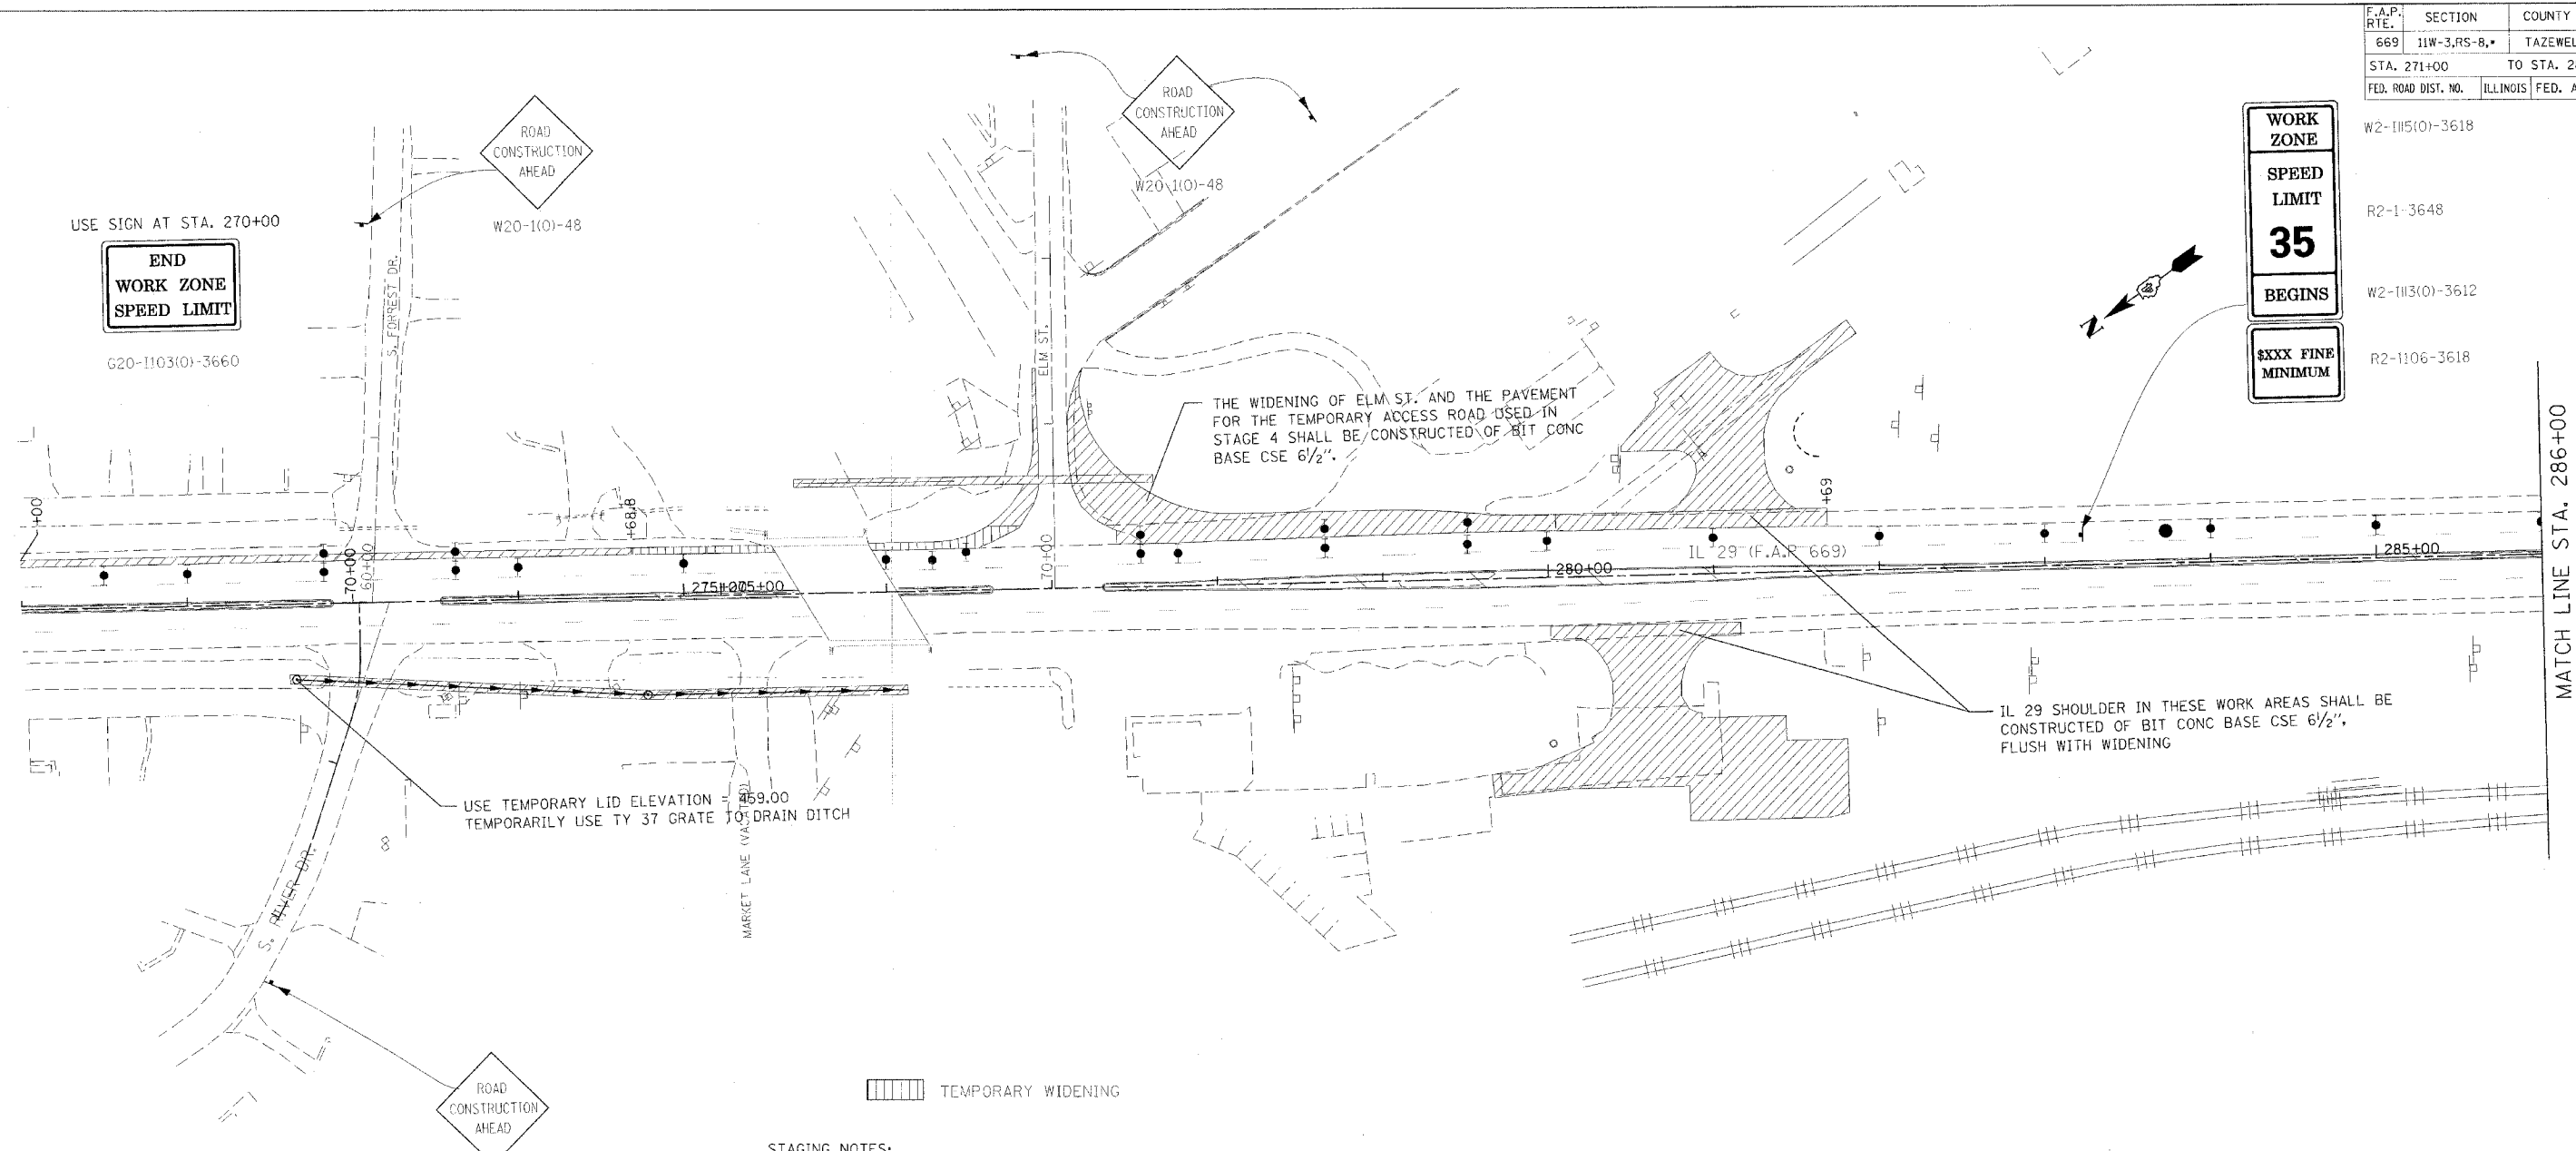 F.A.P. RTE. SECTION COUNTY
669 11W-3,RS-8,* TAZEWEL
STA. 271+00 TO STA. 2
FED. ROAD DIST. NO. ILLINOIS FED. A
WORK
ZONE
W2-I115(0)-3618
SPEED
LIMIT
35
R2-1-3648
BEGINS
W2-I113(0)-3612
$XXX FINE
MINIMUM
R2-I106-3618
ROAD
CONSTRUCTION
AHEAD
W20-1(0)-48
ROAD
CONSTRUCTION
AHEAD
W20-1(0)-48
USE SIGN AT STA. 270+00
END
WORK ZONE
SPEED LIMIT
G20-I103(0)-3660
S. FORREST DR.
ELM ST.
N
THE WIDENING OF ELM ST. AND THE PAVEMENT
FOR THE TEMPORARY ACCESS ROAD USED IN
STAGE 4 SHALL BE CONSTRUCTED OF BIT CONC
BASE CSE 6½".
MATCH LINE STA. 286+00
+00
+68.8
+69
70+00
60+00
70+00
IL 29 (F.A.P. 669)
275+00
280+00
285+00
IL 29 SHOULDER IN THESE WORK AREAS SHALL BE
CONSTRUCTED OF BIT CONC BASE CSE 6½",
FLUSH WITH WIDENING
USE TEMPORARY LID ELEVATION = 459.00
TEMPORARILY USE TY 37 GRATE TO DRAIN DITCH
S. RIVER DR.
MARKET LANE
ROAD
CONSTRUCTION
AHEAD
TEMPORARY WIDENING
STAGING NOTES: